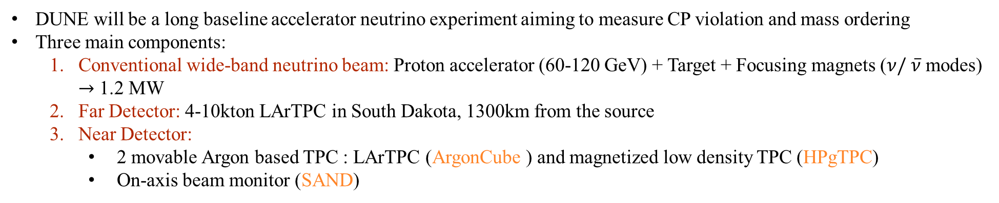 • DUNE will be a long baseline accelerator neutrino experiment aiming to measure CP violation and mass ordering
• Three main components:
1. Conventional wide-band neutrino beam: Proton accelerator (60-120 GeV) + Target + Focusing magnets (ν/ ν̄ modes)
→ 1.2 MW
2. Far Detector: 4-10kton LArTPC in South Dakota, 1300km from the source
3. Near Detector:
• 2 movable Argon based TPC : LArTPC (ArgonCube ) and magnetized low density TPC (HPgTPC)
• On-axis beam monitor (SAND)